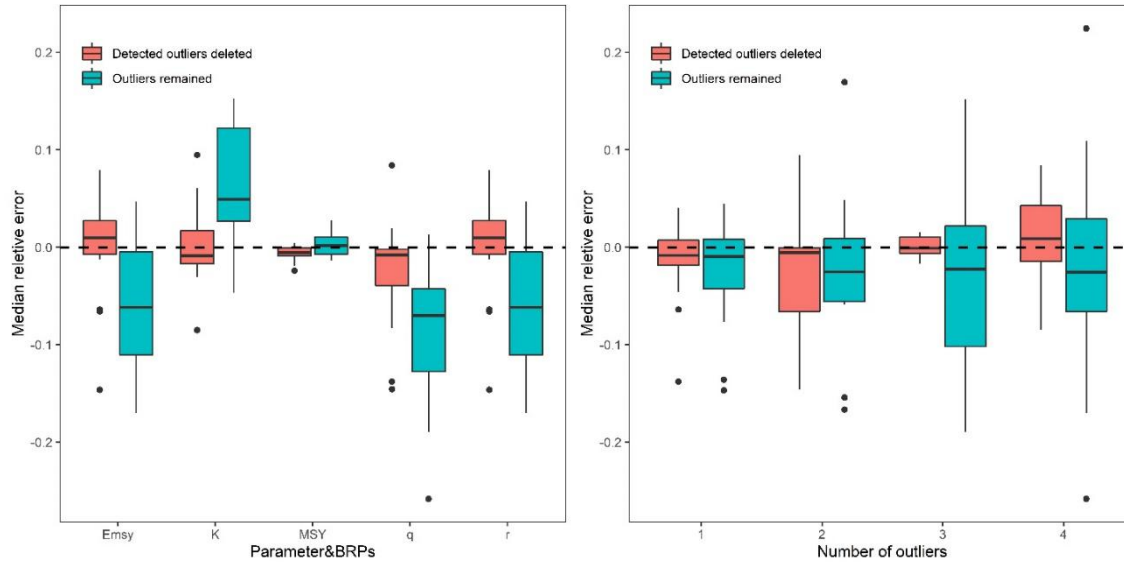 0.2
0.1
0.0
-0.1
-0.2
Median reletive error
Detected outliers deleted
Outliers remained
Emsy K MSY q r
Parameter&BRPs
0.2
0.1
0.0
-0.1
-0.2
Median reletive error
Detected outliers deleted
Outliers remained
1 2 3 4
Number of outliers